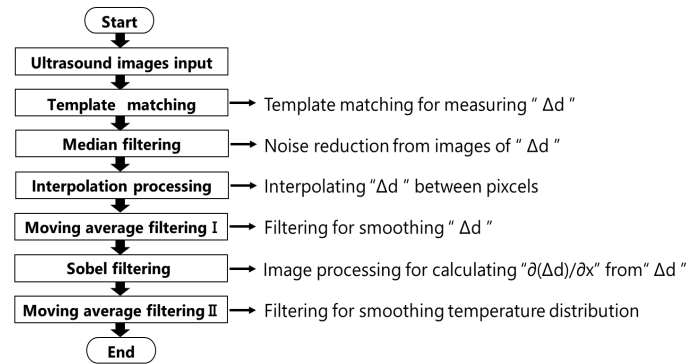 Start
Ultrasound images input
Template matching → Template matching for measuring “ Δd ”
Median filtering → Noise reduction from images of “ Δd ”
Interpolation processing → Interpolating “Δd ” between pixcels
Moving average filtering Ⅰ → Filtering for smoothing “ Δd ”
Sobel filtering → Image processing for calculating “∂(Δd)/∂x” from“ Δd ”
Moving average filtering Ⅱ → Filtering for smoothing temperature distribution
End